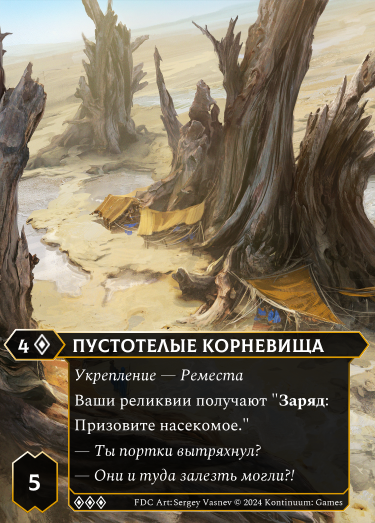 4 ПУСТОТЕЛЫЕ КОРНЕВИЩА
Укрепление — Реместа
Ваши реликвии получают "Заряд:
Призовите насекомое."
— Ты портки вытряхнул?
— Они и туда залезть могли?!
5
FDC Art: Sergey Vasnev © 2024 Kontinuum: Games